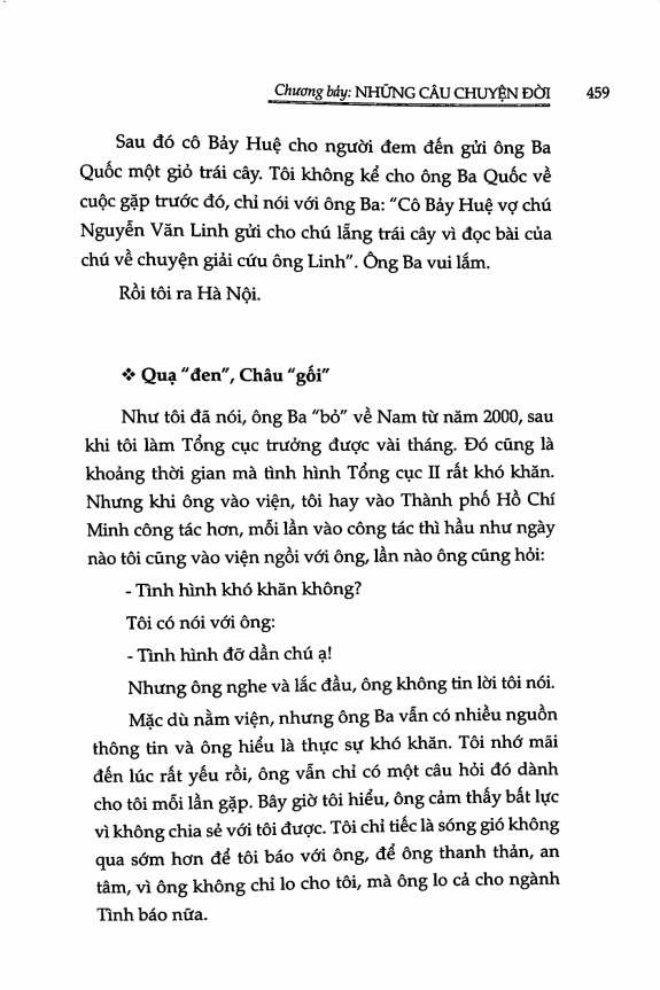 Chương bảy: NHỮNG CÂU CHUYỆN ĐỜI 459
Sau đó cô Bảy Huệ cho người đem đến gửi ông Ba
Quốc một giỏ trái cây. Tôi không kể cho ông Ba Quốc về
cuộc gặp trước đó, chỉ nói với ông Ba: “Cô Bảy Huệ vợ chú
Nguyễn Văn Linh gửi cho chú lẵng trái cây vì đọc bài của
chú về chuyện giải cứu ông Linh”. Ông Ba vui lắm.
Rồi tôi ra Hà Nội.
❖ Quạ “đen”, Châu “gối”
Như tôi đã nói, ông Ba “bỏ” về Nam từ năm 2000, sau
khi tôi làm Tổng cục trưởng được vài tháng. Đó cũng là
khoảng thời gian mà tình hình Tổng cục II rất khó khăn.
Nhưng khi ông vào viện, tôi hay vào Thành phố Hồ Chí
Minh công tác hơn, mỗi lần vào công tác thì hầu như ngày
nào tôi cũng vào viện ngồi với ông, lần nào ông cũng hỏi:
- Tình hình khó khăn không?
Tôi có nói với ông:
- Tình hình đỡ dần chú ạ!
Nhưng ông nghe và lắc đầu, ông không tin lời tôi nói.
Mặc dù nằm viện, nhưng ông Ba vẫn có nhiều nguồn
thông tin và ông hiểu là thực sự khó khăn. Tôi nhớ mãi
đến lúc rất yếu rồi, ông vẫn chỉ có một câu hỏi đó dành
cho tôi mỗi lần gặp. Bây giờ tôi hiểu, ông cảm thấy bất lực
vì không chia sẻ với tôi được. Tôi chỉ tiếc là sóng gió không
qua sớm hơn để tôi báo với ông, để ông thanh thản, an
tâm, vì ông không chỉ lo cho tôi, mà ông lo cả cho ngành
Tình báo nữa.